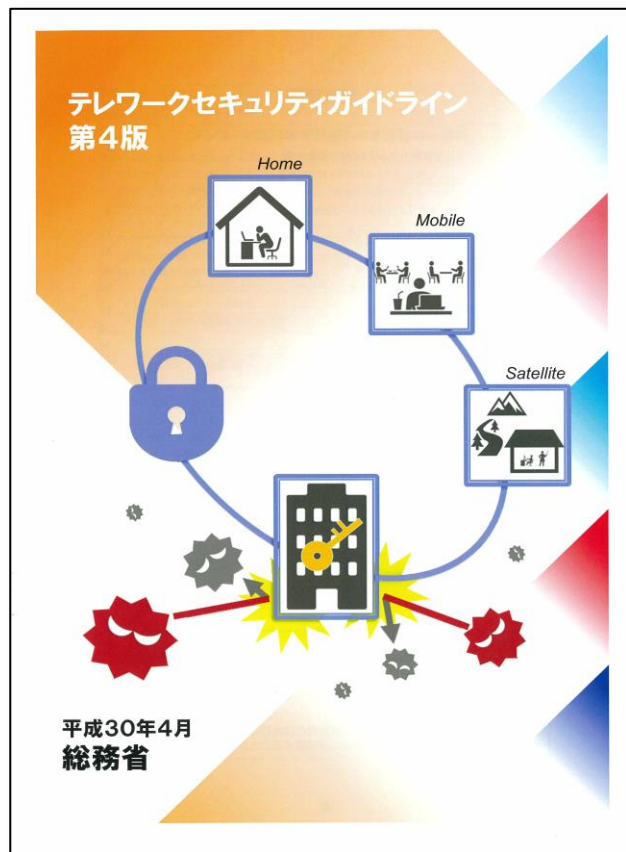 テレワークセキュリティガイドライン
第4版
Home
Mobile
Satellite
平成30年4月
総務省